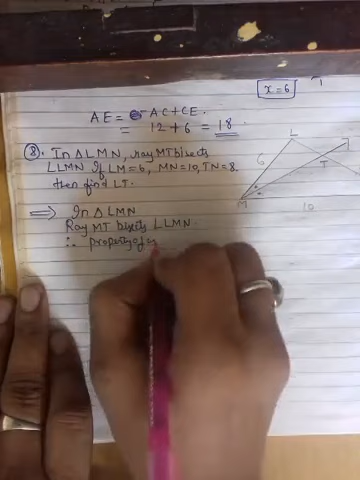 x = 6
AE = AC + CE.
= 12 + 6 = 18
8. In △LMN, ray MT bisects
∠LMN If LM = 6, MN = 10, TN = 8
then find LT.
L
6
T
M
10
⇒ In △LMN
Ray MT bisects ∠LMN.
∴ property of